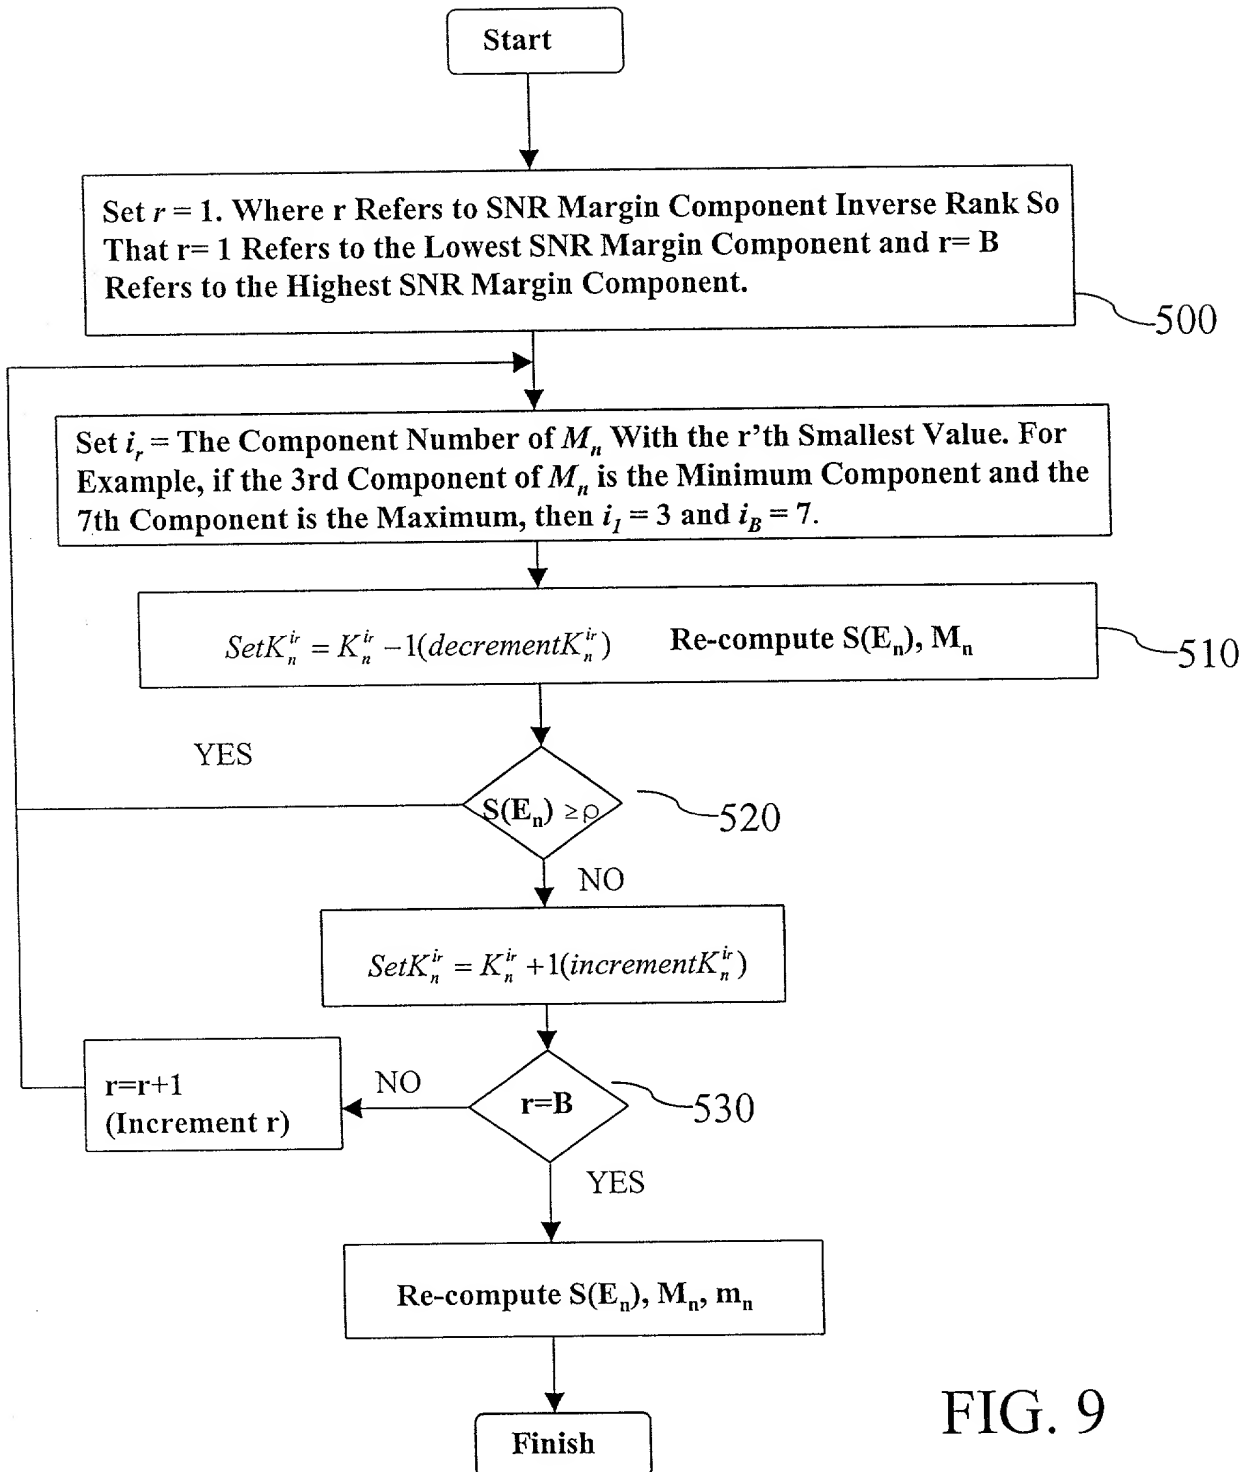 Start
Set r = 1. Where r Refers to SNR Margin Component Inverse Rank So
That r= 1 Refers to the Lowest SNR Margin Component and r= B
Refers to the Highest SNR Margin Component.
500
Set i_r = The Component Number of M_n With the r'th Smallest Value. For
Example, if the 3rd Component of M_n is the Minimum Component and the
7th Component is the Maximum, then i_1 = 3 and i_B = 7.
SetK_n^{ir} = K_n^{ir} −1(decrementK_n^{ir}) Re-compute S(E_n), M_n
510
YES
S(E_n) ≥ρ
520
NO
SetK_n^{ir} = K_n^{ir} +1(incrementK_n^{ir})
r=r+1
(Increment r)
NO
r=B
530
YES
Re-compute S(E_n), M_n, m_n
Finish
FIG. 9